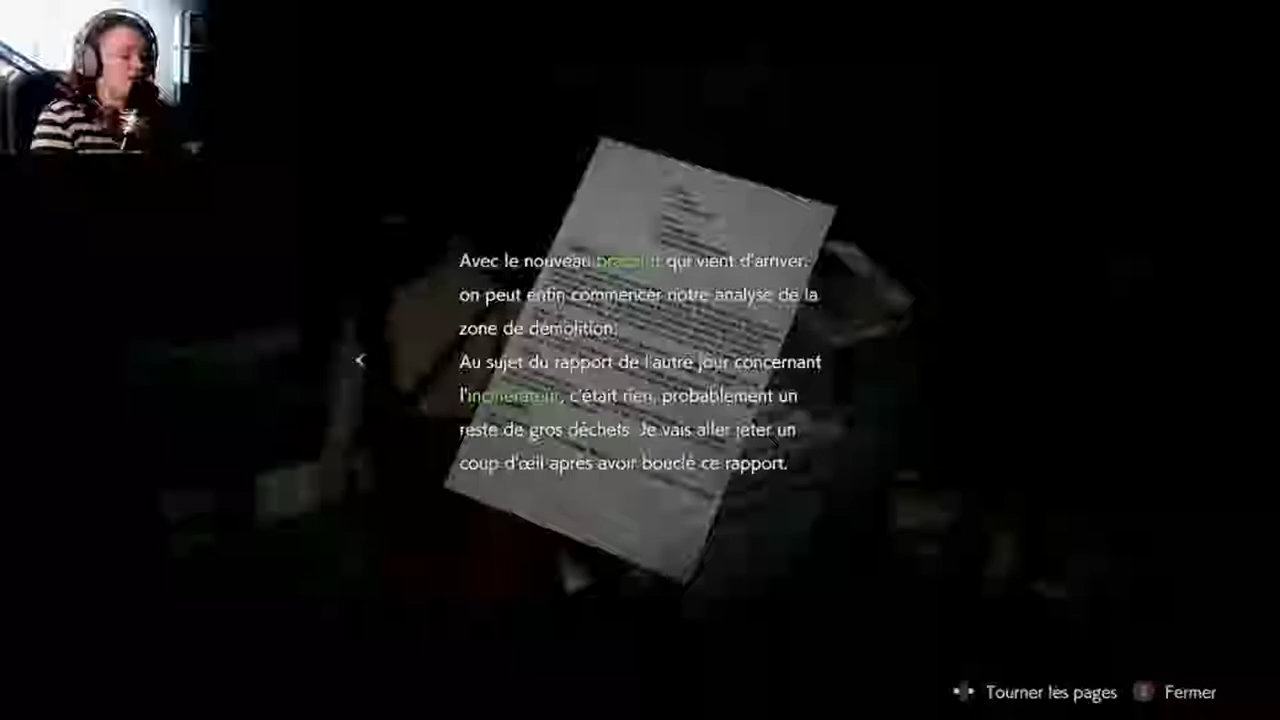 Avec le nouveau bracelet qui vient d'arriver,
on peut enfin commencer notre analyse de la
zone de démolition.
Au sujet du rapport de l'autre jour concernant
l'incinérateur, c'était rien, probablement un
reste de gros déchets. Je vais aller jeter un
coup d'œil après avoir bouclé ce rapport.
Tourner les pages
Fermer